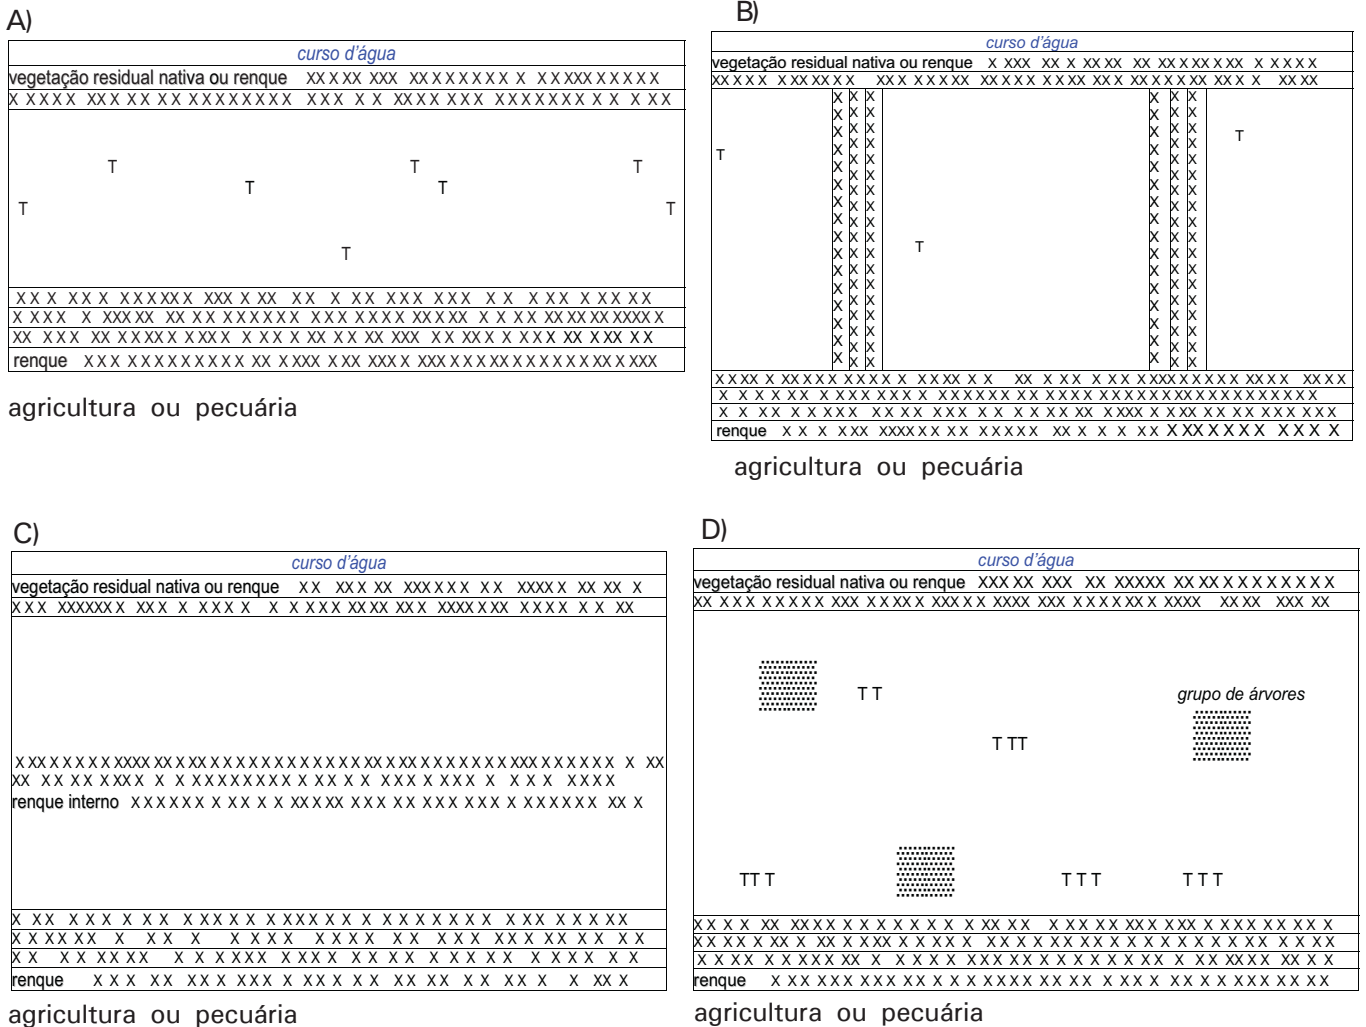 A)
curso d'água
vegetação residual nativa ou renque
renque
agricultura ou pecuária
B)
curso d'água
vegetação residual nativa ou renque
renque
agricultura ou pecuária
C)
curso d'água
vegetação residual nativa ou renque
renque interno
renque
agricultura ou pecuária
D)
curso d'água
vegetação residual nativa ou renque
T T
grupo de árvores
T TT
TT T
T T T
T T T
renque
agricultura ou pecuária